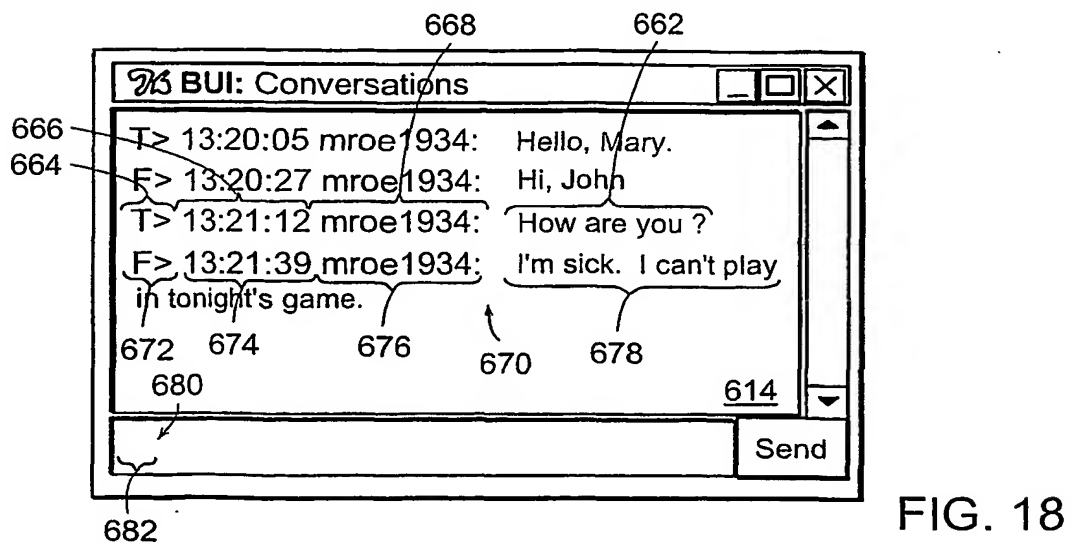 668 662
BUI: Conversations
666
T> 13:20:05 mroe1934: Hello, Mary.
664
F> 13:20:27 mroe1934: Hi, John
T> 13:21:12 mroe1934: How are you ?
F> 13:21:39 mroe1934: I'm sick. I can't play
in tonight's game.
672 674 676 670 678
680
614
Send
682
FIG. 18